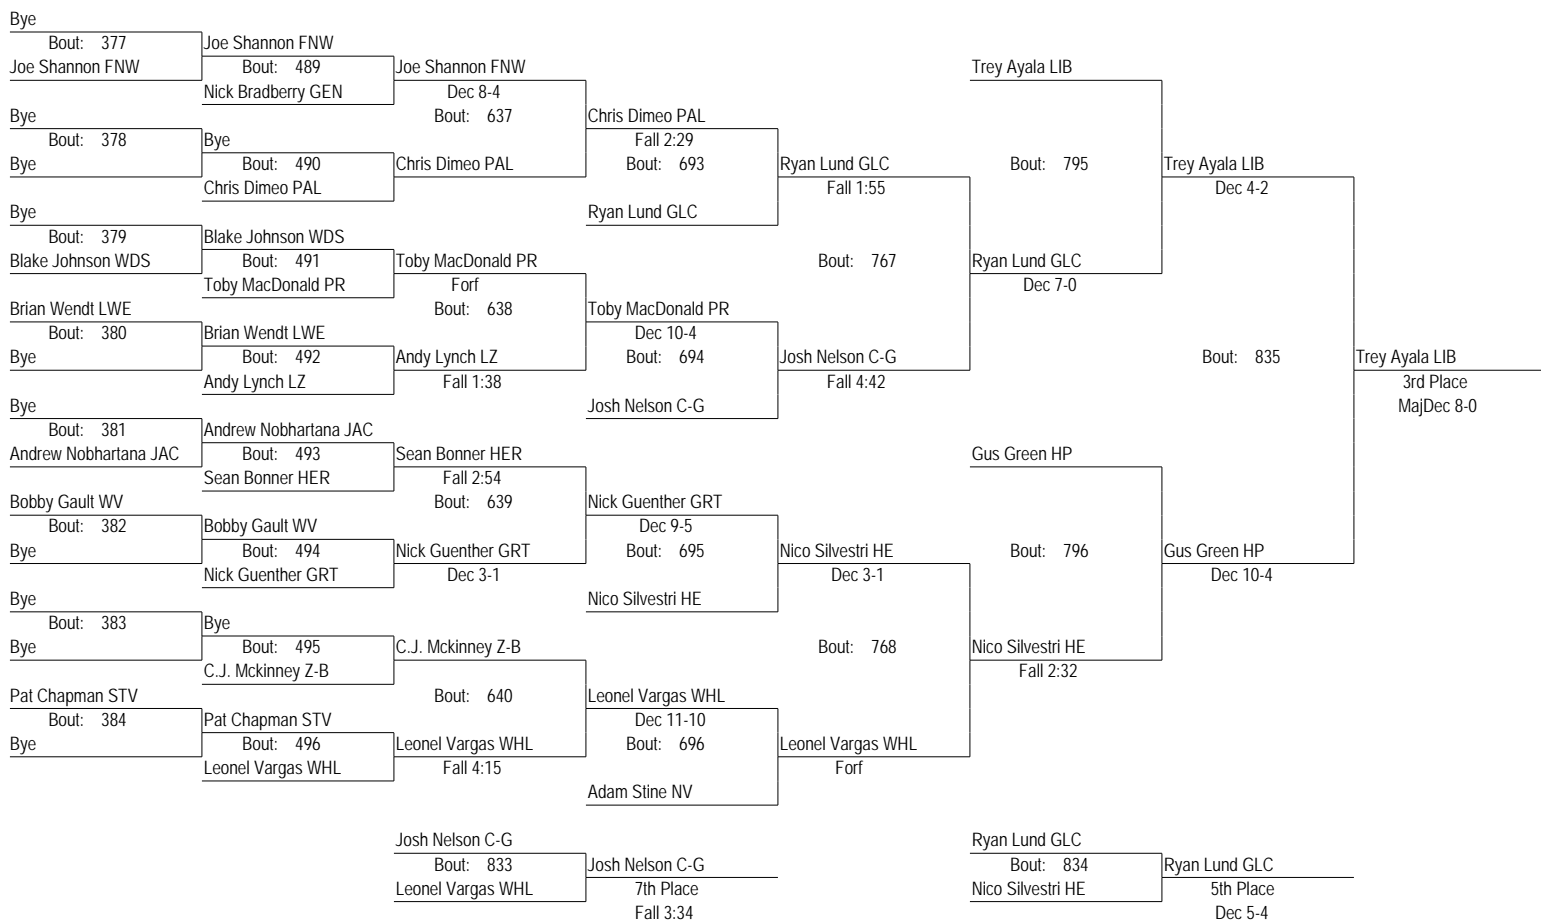 Bye
Bout: 377
Joe Shannon FNW
Joe Shannon FNW
Bout: 489
Nick Bradberry GEN
Joe Shannon FNW
Dec 8-4
Bye
Bout: 378
Bye
Bye
Bout: 490
Chris Dimeo PAL
Bout: 637
Chris Dimeo PAL
Chris Dimeo PAL
Fall 2:29
Bout: 693
Ryan Lund GLC
Bye
Bout: 379
Blake Johnson WDS
Blake Johnson WDS
Bout: 491
Toby MacDonald PR
Toby MacDonald PR
Forf
Brian Wendt LWE
Bout: 380
Bye
Brian Wendt LWE
Bout: 492
Andy Lynch LZ
Bout: 638
Andy Lynch LZ
Fall 1:38
Toby MacDonald PR
Dec 10-4
Bout: 694
Josh Nelson C-G
Ryan Lund GLC
Fall 1:55
Bout: 767
Josh Nelson C-G
Fall 4:42
Trey Ayala LIB
Bout: 795
Ryan Lund GLC
Dec 7-0
Trey Ayala LIB
Dec 4-2
Bye
Bout: 381
Andrew Nobhartana JAC
Andrew Nobhartana JAC
Bout: 493
Sean Bonner HER
Sean Bonner HER
Fall 2:54
Bobby Gault WV
Bout: 382
Bye
Bobby Gault WV
Bout: 494
Nick Guenther GRT
Bout: 639
Nick Guenther GRT
Dec 3-1
Nick Guenther GRT
Dec 9-5
Bout: 695
Nico Silvestri HE
Bye
Bout: 383
Bye
Bye
Bout: 495
C.J. Mckinney Z-B
C.J. Mckinney Z-B
Pat Chapman STV
Bout: 384
Bye
Pat Chapman STV
Bout: 496
Leonel Vargas WHL
Bout: 640
Leonel Vargas WHL
Fall 4:15
Leonel Vargas WHL
Dec 11-10
Bout: 696
Adam Stine NV
Nico Silvestri HE
Dec 3-1
Bout: 768
Leonel Vargas WHL
Forf
Gus Green HP
Bout: 796
Nico Silvestri HE
Fall 2:32
Gus Green HP
Dec 10-4
Bout: 835
Trey Ayala LIB
3rd Place
MajDec 8-0
Josh Nelson C-G
Bout: 833
Leonel Vargas WHL
Josh Nelson C-G
7th Place
Fall 3:34
Ryan Lund GLC
Bout: 834
Nico Silvestri HE
Ryan Lund GLC
5th Place
Dec 5-4